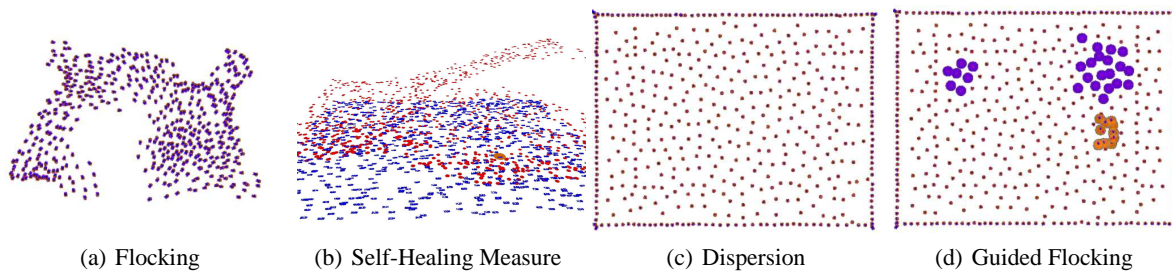 (a) Flocking
(b) Self-Healing Measure
(c) Dispersion
(d) Guided Flocking